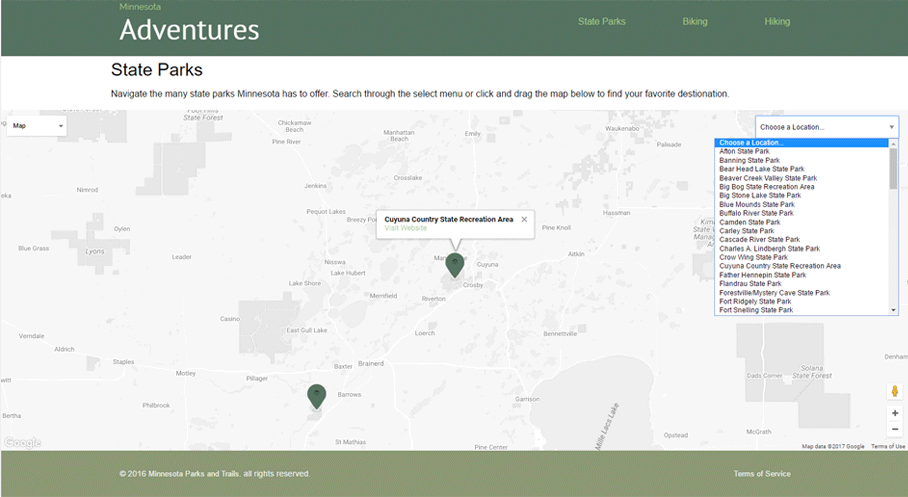 Minnesota
Adventures
State Parks
Biking
Hiking
State Parks
Navigate the many state parks Minnesota has to offer. Search through the select menu or click and drag the map below to find your favorite destionation.
Map
Choose a Location...
Choose a Location...
Afton State Park
Banning State Park
Bear Head Lake State Park
Beaver Creek Valley State Park
Big Bog State Recreation Area
Big Stone Lake State Park
Blue Mounds State Park
Buffalo River State Park
Camden State Park
Carley State Park
Cascade River State Park
Charles A. Lindbergh State Park
Crow Wing State Park
Cuyuna Country State Recreation Area
Father Hennepin State Park
Flandrau State Park
Forestville/Mystery Cave State Park
Fort Ridgely State Park
Fort Snelling State Park
State Forest
Chickamaw
Beach
Pine River
Manhattan
Beach
Emily
Waukenabo
Palisade
Nimrod
Jenkins
Crosslake
Pequot Lakes
Breezy
Hassman
Cuyuna Country State Recreation Area
Visit Website
Pine Knoll
Oylen
Lyons
Blue Grass
Leader
Nisswa
Lake Hubert
Lake Shore
Merrifield
Cuyuna
Crosby
Riverton
Aitkin
Casino
East Gull Lake
Loerch
Bennettville
Verndale
Aldrich
Staples
Motley
Pillager
Baxter
Brainerd
Barrows
Philbrook
Bertha
St Mathias
Garrison
Pine Center
Mille Lacs Lake
Opstead
McGrath
Dads Corner
Solana
State Forest
Denham
Google
Map data ©2017 Google
Terms of Use
© 2016 Minnesota Parks and Trails. all rights reserved.
Terms of Service